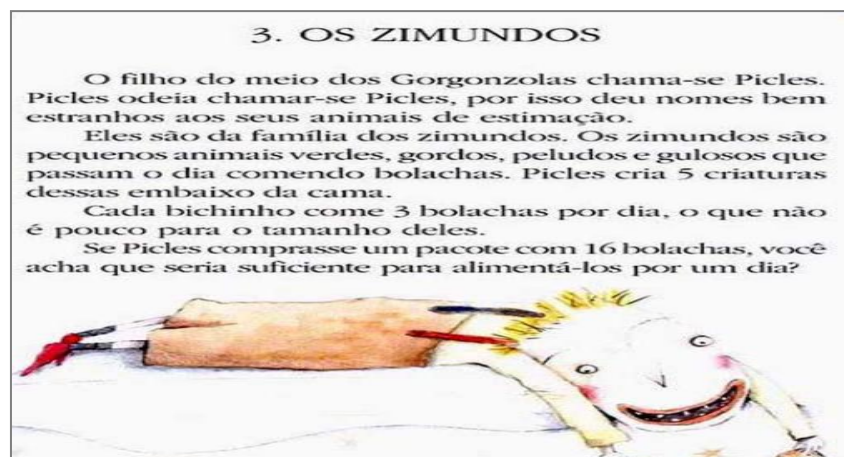 3. OS ZIMUNDOS
O filho do meio dos Gorgonzolas chama-se Picles.
Picles odeia chamar-se Picles, por isso deu nomes bem
estranhos aos seus animais de estimação.
Eles são da família dos zimundos. Os zimundos são
pequenos animais verdes, gordos, peludos e gulosos que
passam o dia comendo bolachas. Picles cria 5 criaturas
dessas embaixo da cama.
Cada bichinho come 3 bolachas por dia, o que não
é pouco para o tamanho deles.
Se Picles comprasse um pacote com 16 bolachas, você
acha que seria suficiente para alimentá-los por um dia?